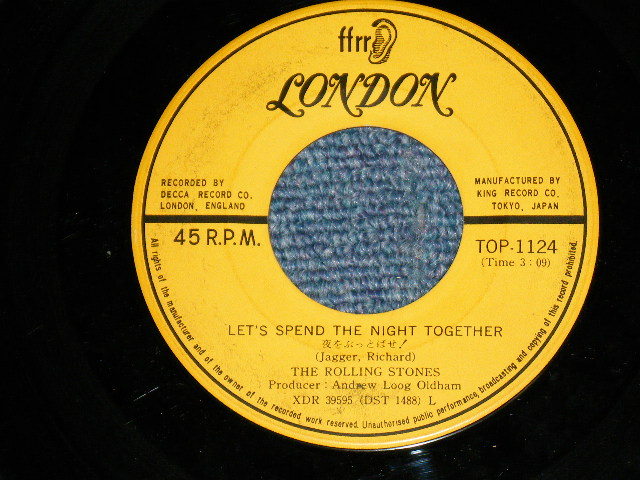 ffrr
LONDON
RECORDED BY
DECCA RECORD CO.
LONDON, ENGLAND
MANUFACTURED BY
KING RECORD CO.
TOKYO, JAPAN
45 R.P.M.
TOP-1124
(Time 3 : 09)
LET'S SPEND THE NIGHT TOGETHER
夜をぶっとばせ!
(Jagger, Richard)
THE ROLLING STONES
Producer : Andrew Loog Oldham
XDR 39595 (DST 1488) L
All rights of the manufacturer and of the owner of the recorded work reserved. Unauthorised public performance, broadcasting and copying of this record prohibited.